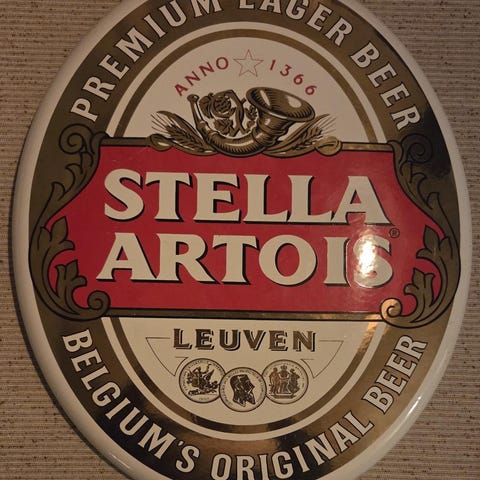 PREMIUM LAGER BEER
ANNO 1366
STELLA
ARTOIS®
LEUVEN
BELGIUM'S ORIGINAL BEER